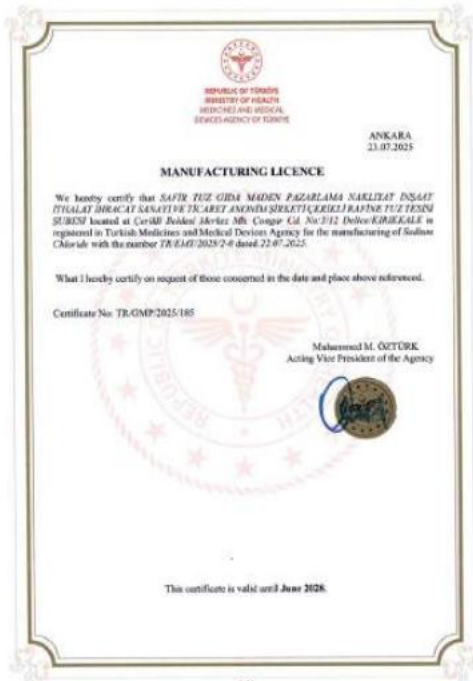 REPUBLIC OF TÜRKİYE
MINISTRY OF HEALTH
MEDICINES AND MEDICAL
DEVICES AGENCY OF TÜRKİYE
ANKARA
23.07.2025
MANUFACTURING LICENCE
We hereby certify that SAFİR TUZ GIDA MADEN PAZARLAMA NAKLİYAT İNŞAAT
İTHALAT İHRACAT SANAYİ VE TİCARET ANONİM ŞİRKETİ ÇERİKLİ RAFİNE TUZ TESİSİ
ŞUBESİ located at Çerikli Beldesi Merkez Mh. Cd. Delice/KIRIKKALE is
registered in Turkish Medicines and Medical Devices Agency for the manufacturing of Sodium
Chloride with the number dated 22.07.2025.
What I hereby certify on request of those concerned in the date and place above referenced.
Certificate No: TR/GMP/2025/185
Muhammed M. ÖZTÜRK
Acting Vice President of the Agency
This certificate is valid until June 2028.